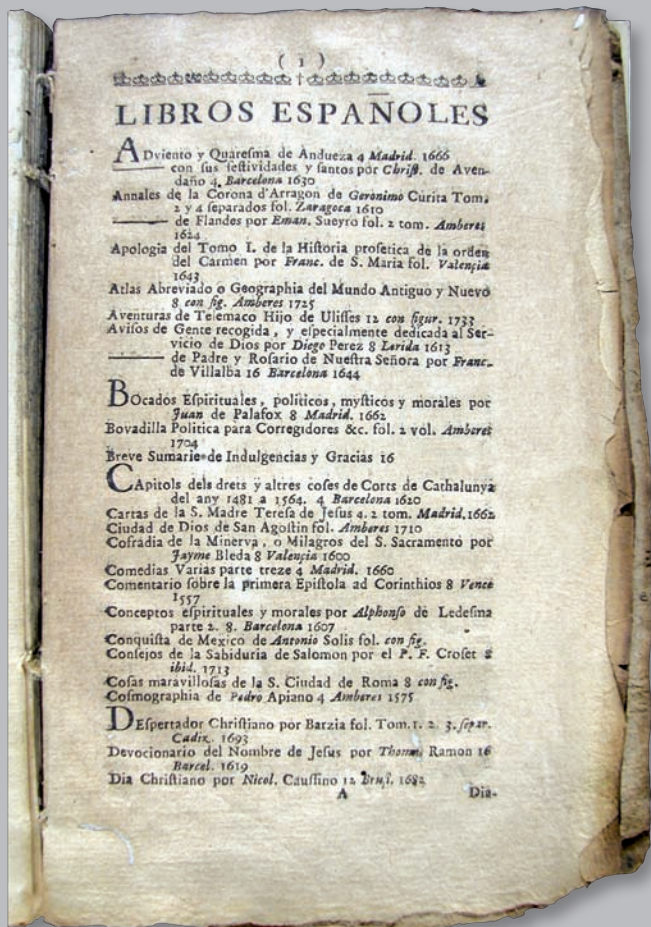 ( 1 )
LIBROS ESPAÑOLES
ADviento y Quaresma de Andueza 4 Madrid. 1666
——— con sus festividades y santos por Christ. de Aven-
daño 4. Barcelona 1630
Annales de la Corona d'Arragon de Geronimo Curita Tom.
2 y 4 separados fol. Zaragoca 1610
——— de Flandes por Eman. Sueyro fol. 2 tom. Amberes
1624
Apologia del Tomo I. de la Historia profetica de la orden
del Carmen por Franc. de S. Maria fol. Valençia
1643
Atlas Abreviado o Geographia del Mundo Antiguo y Nuevo
8 con fig. Amberes 1725
Aventuras de Telemaco Hijo de Ulisses 12 con figur. 1733
Avisos de Gente recogida, y especialmente dedicada al Ser-
vicio de Dios por Diego Perez 8 Lerida 1613
——— de Padre y Rosario de Nuestra Señora por Franc.
de Villalba 16 Barcelona 1644
BOcados Espirituales, politicos, mysticos y morales por
Juan de Palafox 8 Madrid. 1662
Bovadilla Politica para Corregidores &c. fol. 2 vol. Amberes
1704
Breve Sumario de Indulgencias y Gracias 16
CApitols dels drets y altres coses de Corts de Cathalunya
del any 1481 a 1564. 4 Barcelona 1620
Cartas de la S. Madre Teresa de Jesus 4. 2 tom. Madrid. 1662
Ciudad de Dios de San Agostin fol. Amberes 1710
Cofradia de la Minerva, o Milagros del S. Sacramento por
Jayme Bleda 8 Valençia 1600
Comedias Varias parte treze 4 Madrid. 1660
Comentario sobre la primera Epistola ad Corinthios 8 Venet
1557
Conceptos espirituales y morales por Alphonso de Ledesma
parte 2. 8. Barcelona 1607
Conquista de Mexico de Antonio Solis fol. con fig.
Consejos de la Sabiduria de Salomon por el P. F. Croset 8
ibid. 1713
Cosas maravillosas de la S. Ciudad de Roma 8 con fig.
Cosmographia de Pedro Apiano 4 Amberes 1575
DEspertador Christiano por Barzia fol. Tom. 1. 2. 3. separ.
Cadix. 1693
Devocionario del Nombre de Jesus por Thomas Ramon 16
Barcel. 1619
Dia Christiano por Nicol. Caussino 12 Brus. 1682
A Dia-